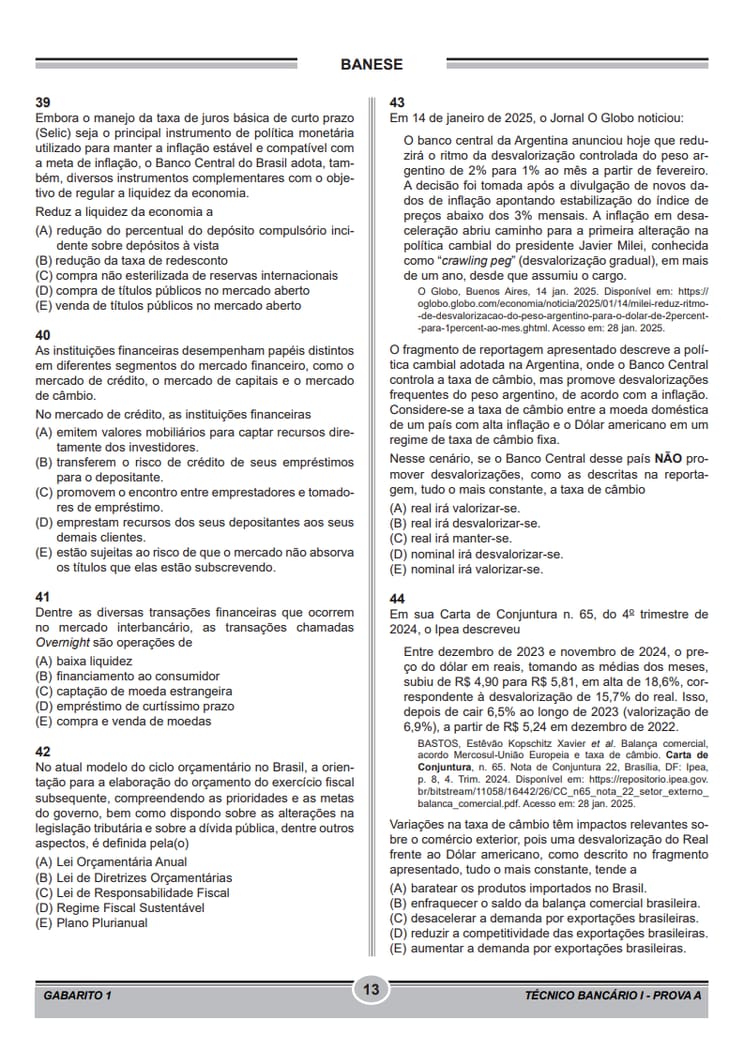 BANESE
39
Embora o manejo da taxa de juros básica de curto prazo
(Selic) seja o principal instrumento de política monetária
utilizado para manter a inflação estável e compatível com
a meta de inflação, o Banco Central do Brasil adota, tam-
bém, diversos instrumentos complementares com o obje-
tivo de regular a liquidez da economia.
Reduz a liquidez da economia a
(A) redução do percentual do depósito compulsório inci-
dente sobre depósitos à vista
(B) redução da taxa de redesconto
(C) compra não esterilizada de reservas internacionais
(D) compra de títulos públicos no mercado aberto
(E) venda de títulos públicos no mercado aberto
40
As instituições financeiras desempenham papéis distintos
em diferentes segmentos do mercado financeiro, como o
mercado de crédito, o mercado de capitais e o mercado
de câmbio.
No mercado de crédito, as instituições financeiras
(A) emitem valores mobiliários para captar recursos dire-
tamente dos investidores.
(B) transferem o risco de crédito de seus empréstimos
para o depositante.
(C) promovem o encontro entre emprestadores e tomado-
res de empréstimo.
(D) emprestam recursos dos seus depositantes aos seus
demais clientes.
(E) estão sujeitas ao risco de que o mercado não absorva
os títulos que elas estão subscrevendo.
41
Dentre as diversas transações financeiras que ocorrem
no mercado interbancário, as transações chamadas
Overnight são operações de
(A) baixa liquidez
(B) financiamento ao consumidor
(C) captação de moeda estrangeira
(D) empréstimo de curtíssimo prazo
(E) compra e venda de moedas
42
No atual modelo do ciclo orçamentário no Brasil, a orien-
tação para a elaboração do orçamento do exercício fiscal
subsequente, compreendendo as prioridades e as metas
do governo, bem como dispondo sobre as alterações na
legislação tributária e sobre a dívida pública, dentre outros
aspectos, é definida pela(o)
(A) Lei Orçamentária Anual
(B) Lei de Diretrizes Orçamentárias
(C) Lei de Responsabilidade Fiscal
(D) Regime Fiscal Sustentável
(E) Plano Plurianual
43
Em 14 de janeiro de 2025, o Jornal O Globo noticiou:
O banco central da Argentina anunciou hoje que redu-
zirá o ritmo da desvalorização controlada do peso ar-
gentino de 2% para 1% ao mês a partir de fevereiro.
A decisão foi tomada após a divulgação de novos da-
dos de inflação apontando estabilização do índice de
preços abaixo dos 3% mensais. A inflação em desa-
celeração abriu caminho para a primeira alteração na
política cambial do presidente Javier Milei, conhecida
como “crawling peg” (desvalorização gradual), em mais
de um ano, desde que assumiu o cargo.
O Globo, Buenos Aires, 14 jan. 2025. Disponível em: https://
oglobo.globo.com/economia/noticia/2025/01/14/milei-reduz-ritmo-
-de-desvalorizacao-do-peso-argentino-para-o-dolar-de-2percent-
-para-1percent-ao-mes.ghtml. Acesso em: 28 jan. 2025.
O fragmento de reportagem apresentado descreve a polí-
tica cambial adotada na Argentina, onde o Banco Central
controla a taxa de câmbio, mas promove desvalorizações
frequentes do peso argentino, de acordo com a inflação.
Considere-se a taxa de câmbio entre a moeda doméstica
de um país com alta inflação e o Dólar americano em um
regime de taxa de câmbio fixa.
Nesse cenário, se o Banco Central desse país NÃO pro-
mover desvalorizações, como as descritas na reporta-
gem, tudo o mais constante, a taxa de câmbio
(A) real irá valorizar-se.
(B) real irá desvalorizar-se.
(C) real irá manter-se.
(D) nominal irá desvalorizar-se.
(E) nominal irá valorizar-se.
44
Em sua Carta de Conjuntura n. 65, do 4º trimestre de
2024, o Ipea descreveu
Entre dezembro de 2023 e novembro de 2024, o pre-
ço do dólar em reais, tomando as médias dos meses,
subiu de R$ 4,90 para R$ 5,81, em alta de 18,6%, cor-
respondente à desvalorização de 15,7% do real. Isso,
depois de cair 6,5% ao longo de 2023 (valorização de
6,9%), a partir de R$ 5,24 em dezembro de 2022.
BASTOS, Estêvão Kopschitz Xavier et al. Balança comercial,
acordo Mercosul-União Europeia e taxa de câmbio. Carta de
Conjuntura, n. 65. Nota de Conjuntura 22, Brasília, DF: Ipea,
p. 8, 4. Trim. 2024. Disponível em: https://repositorio.ipea.gov.
br/bitstream/11058/16442/26/CC_n65_nota_22_setor_externo_
balanca_comercial.pdf. Acesso em: 28 jan. 2025.
Variações na taxa de câmbio têm impactos relevantes so-
bre o comércio exterior, pois uma desvalorização do Real
frente ao Dólar americano, como descrito no fragmento
apresentado, tudo o mais constante, tende a
(A) baratear os produtos importados no Brasil.
(B) enfraquecer o saldo da balança comercial brasileira.
(C) desacelerar a demanda por exportações brasileiras.
(D) reduzir a competitividade das exportações brasileiras.
(E) aumentar a demanda por exportações brasileiras.
GABARITO 1
13
TÉCNICO BANCÁRIO I - PROVA A